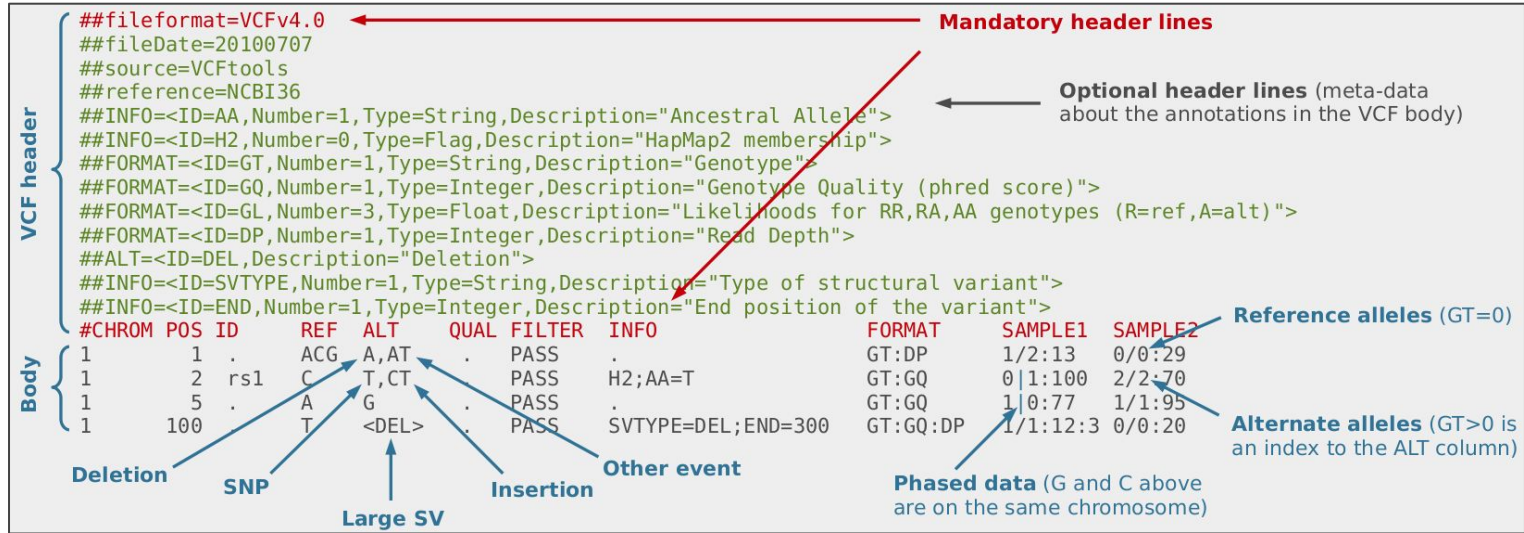 ##fileformat=VCFv4.0
Mandatory header lines
##fileDate=20100707
##source=VCFtools
##reference=NCBI36
Optional header lines (meta-data
about the annotations in the VCF body)
##INFO=<ID=AA,Number=1,Type=String,Description="Ancestral Allele">
##INFO=<ID=H2,Number=0,Type=Flag,Description="HapMap2 membership">
##FORMAT=<ID=GT,Number=1,Type=String,Description="Genotype">
##FORMAT=<ID=GQ,Number=1,Type=Integer,Description="Genotype Quality (phred score)">
##FORMAT=<ID=GL,Number=3,Type=Float,Description="Likelihoods for RR,RA,AA genotypes (R=ref,A=alt)">
##FORMAT=<ID=DP,Number=1,Type=Integer,Description="Read Depth">
##ALT=<ID=DEL,Description="Deletion">
##INFO=<ID=SVTYPE,Number=1,Type=String,Description="Type of structural variant">
##INFO=<ID=END,Number=1,Type=Integer,Description="End position of the variant">
VCF header
#CHROM POS ID REF ALT QUAL FILTER INFO FORMAT SAMPLE1 SAMPLE2
Reference alleles (GT=0)
Body
1 1 . ACG A,AT . PASS . GT:DP 1/2:13 0/0:29
1 2 rs1 C T,CT . PASS H2;AA=T GT:GQ 0|1:100 2/2:70
1 5 . A G . PASS . GT:GQ 1|0:77 1/1:95
1 100 . T <DEL> . PASS SVTYPE=DEL;END=300 GT:GQ:DP 1/1:12:3 0/0:20
Alternate alleles (GT>0 is
an index to the ALT column)
Deletion
SNP
Large SV
Insertion
Other event
Phased data (G and C above
are on the same chromosome)